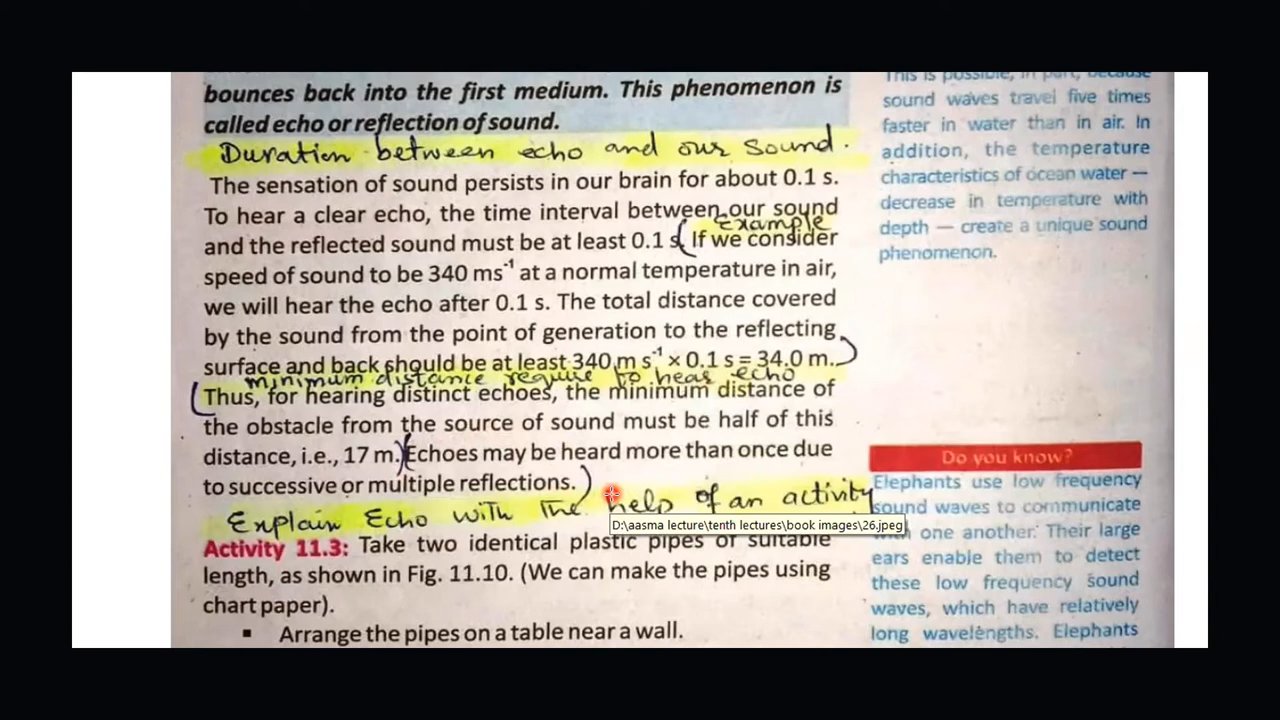 bounces back into the first medium. This phenomenon is
called echo or reflection of sound.
Duration between echo and our sound.
The sensation of sound persists in our brain for about 0.1 s.
To hear a clear echo, the time interval between our sound
Example
and the reflected sound must be at least 0.1 s. (If we consider
speed of sound to be 340 ms⁻¹ at a normal temperature in air,
we will hear the echo after 0.1 s. The total distance covered
by the sound from the point of generation to the reflecting
surface and back should be at least 340 m s⁻¹ × 0.1 s = 34.0 m.)
minimum distance require to hear echo
(Thus, for hearing distinct echoes, the minimum distance of
the obstacle from the source of sound must be half of this
distance, i.e., 17 m.)(Echoes may be heard more than once due
to successive or multiple reflections.)
Explain Echo with The help of an activity
D:\aasma lecture\tenth lectures\book images\26.jpeg
Activity 11.3: Take two identical plastic pipes of suitable
length, as shown in Fig. 11.10. (We can make the pipes using
chart paper).
▪ Arrange the pipes on a table near a wall.
This is possible, in part, because
sound waves travel five times
faster in water than in air. In
addition, the temperature
characteristics of ocean water —
decrease in temperature with
depth — create a unique sound
phenomenon.
Do you know?
Elephants use low frequency
sound waves to communicate
with one another. Their large
ears enable them to detect
these low frequency sound
waves, which have relatively
long wavelengths. Elephants